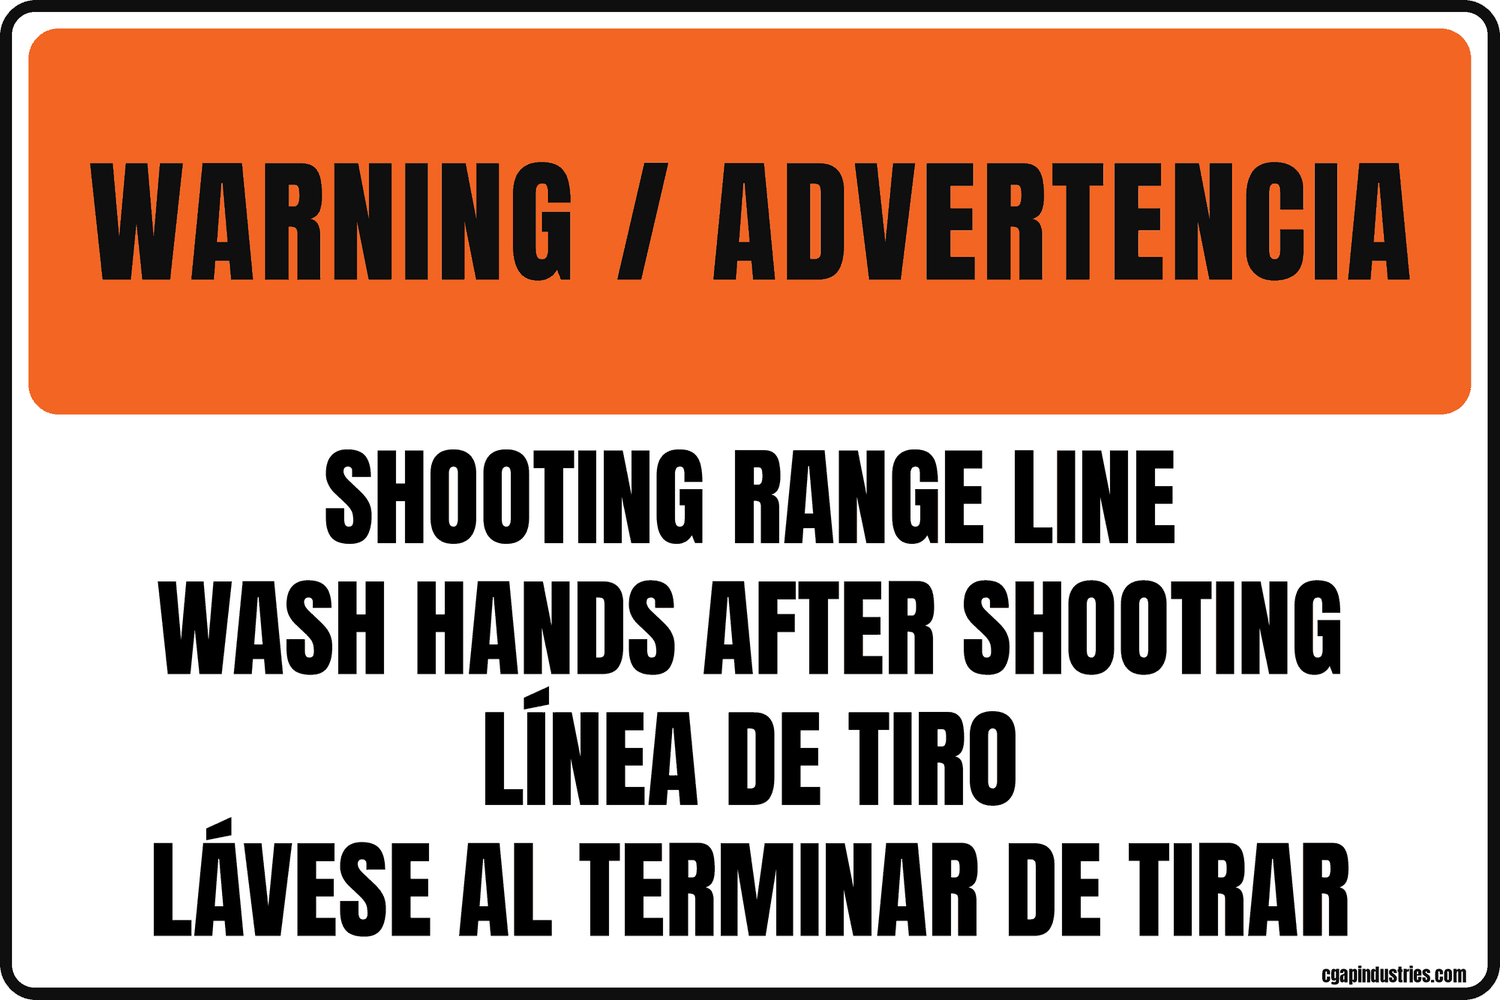 WARNING / ADVERTENCIA
SHOOTING RANGE LINE
WASH HANDS AFTER SHOOTING
LÍNEA DE TIRO
LÁVESE AL TERMINAR DE TIRAR
cgapindustries.com